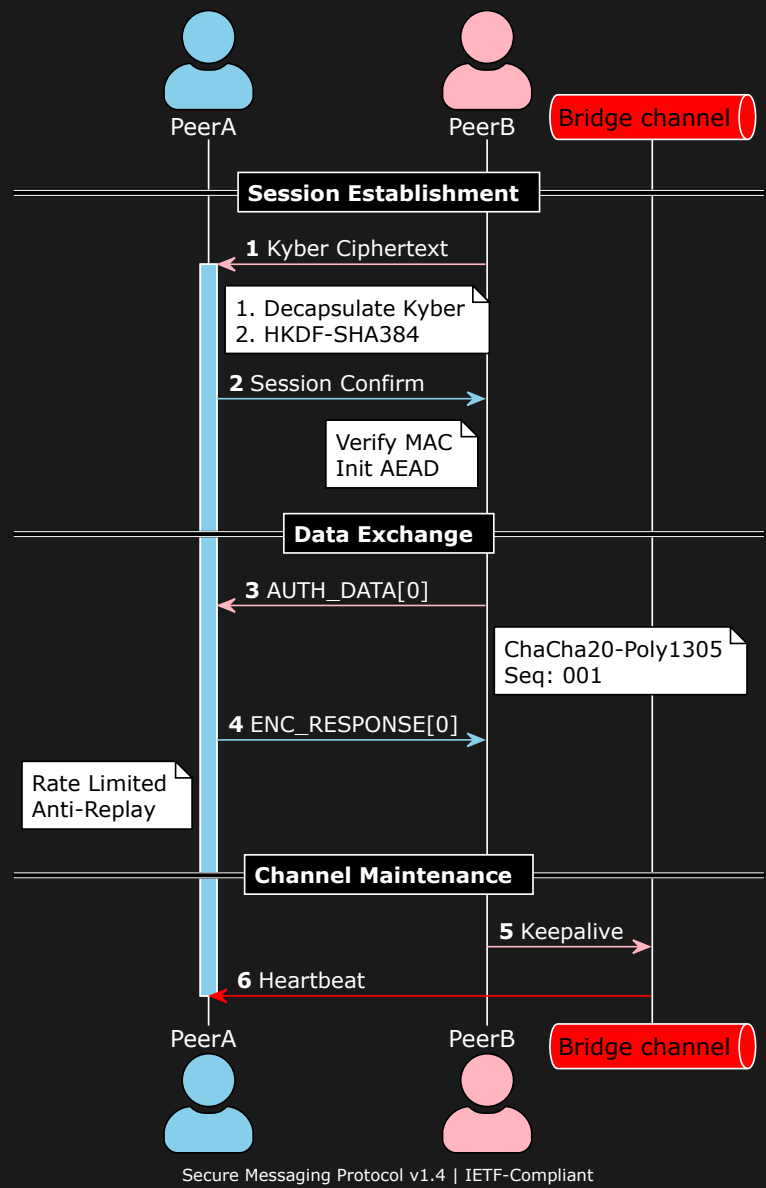 PeerA
PeerB
Bridge channel
Session Establishment
1 Kyber Ciphertext
1. Decapsulate Kyber
2. HKDF-SHA384
2 Session Confirm
Verify MAC
Init AEAD
Data Exchange
3 AUTH_DATA[0]
ChaCha20-Poly1305
Seq: 001
4 ENC_RESPONSE[0]
Rate Limited
Anti-Replay
Channel Maintenance
5 Keepalive
6 Heartbeat
PeerA
PeerB
Bridge channel
Secure Messaging Protocol v1.4 | IETF-Compliant